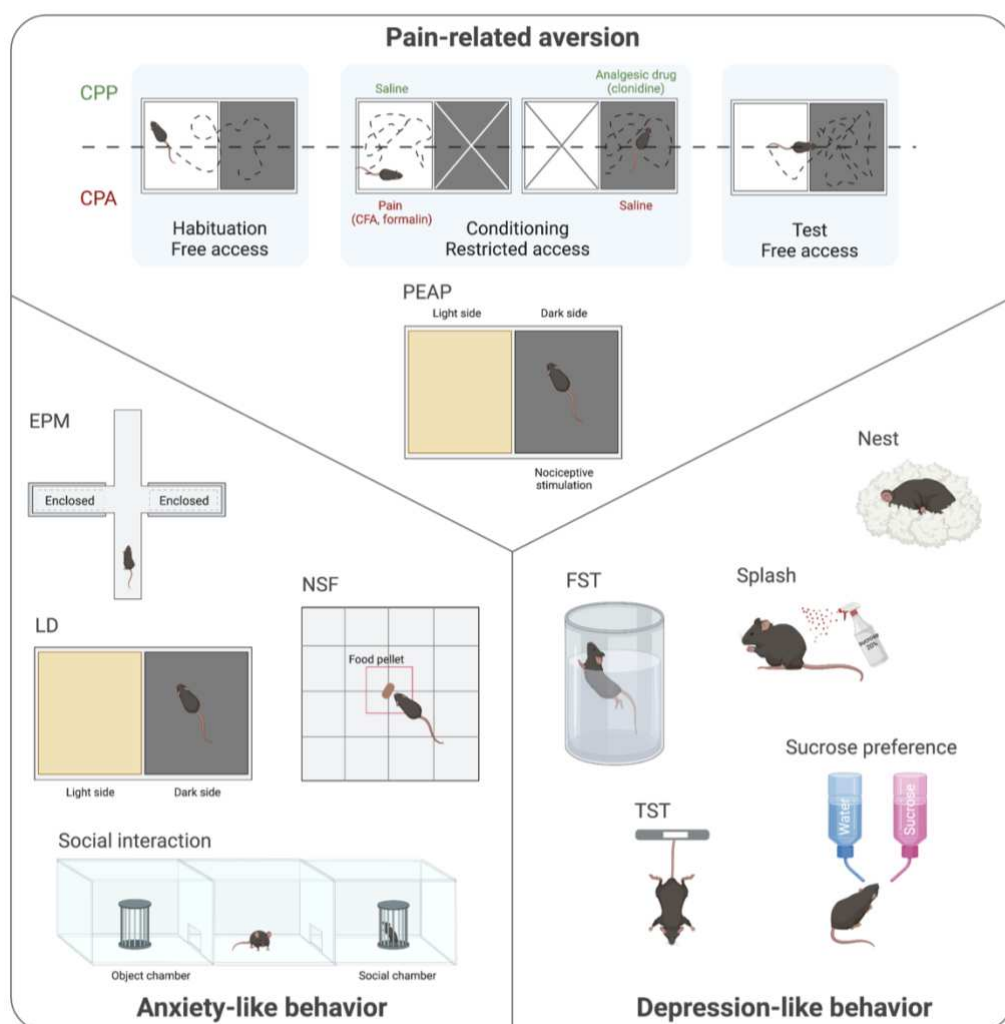 Pain-related aversion
CPP
CPA
Saline
Analgesic drug
(clonidine)
Pain
(CFA, formalin)
Saline
Habituation
Free access
Conditioning
Restricted access
Test
Free access
PEAP
Light side
Dark side
Nociceptive
stimulation
EPM
Enclosed
Enclosed
LD
Light side
Dark side
NSF
Food pellet
Social interaction
Object chamber
Social chamber
Anxiety-like behavior
Nest
FST
Splash
sucrose
20%
Sucrose preference
Water
Sucrose
TST
Depression-like behavior